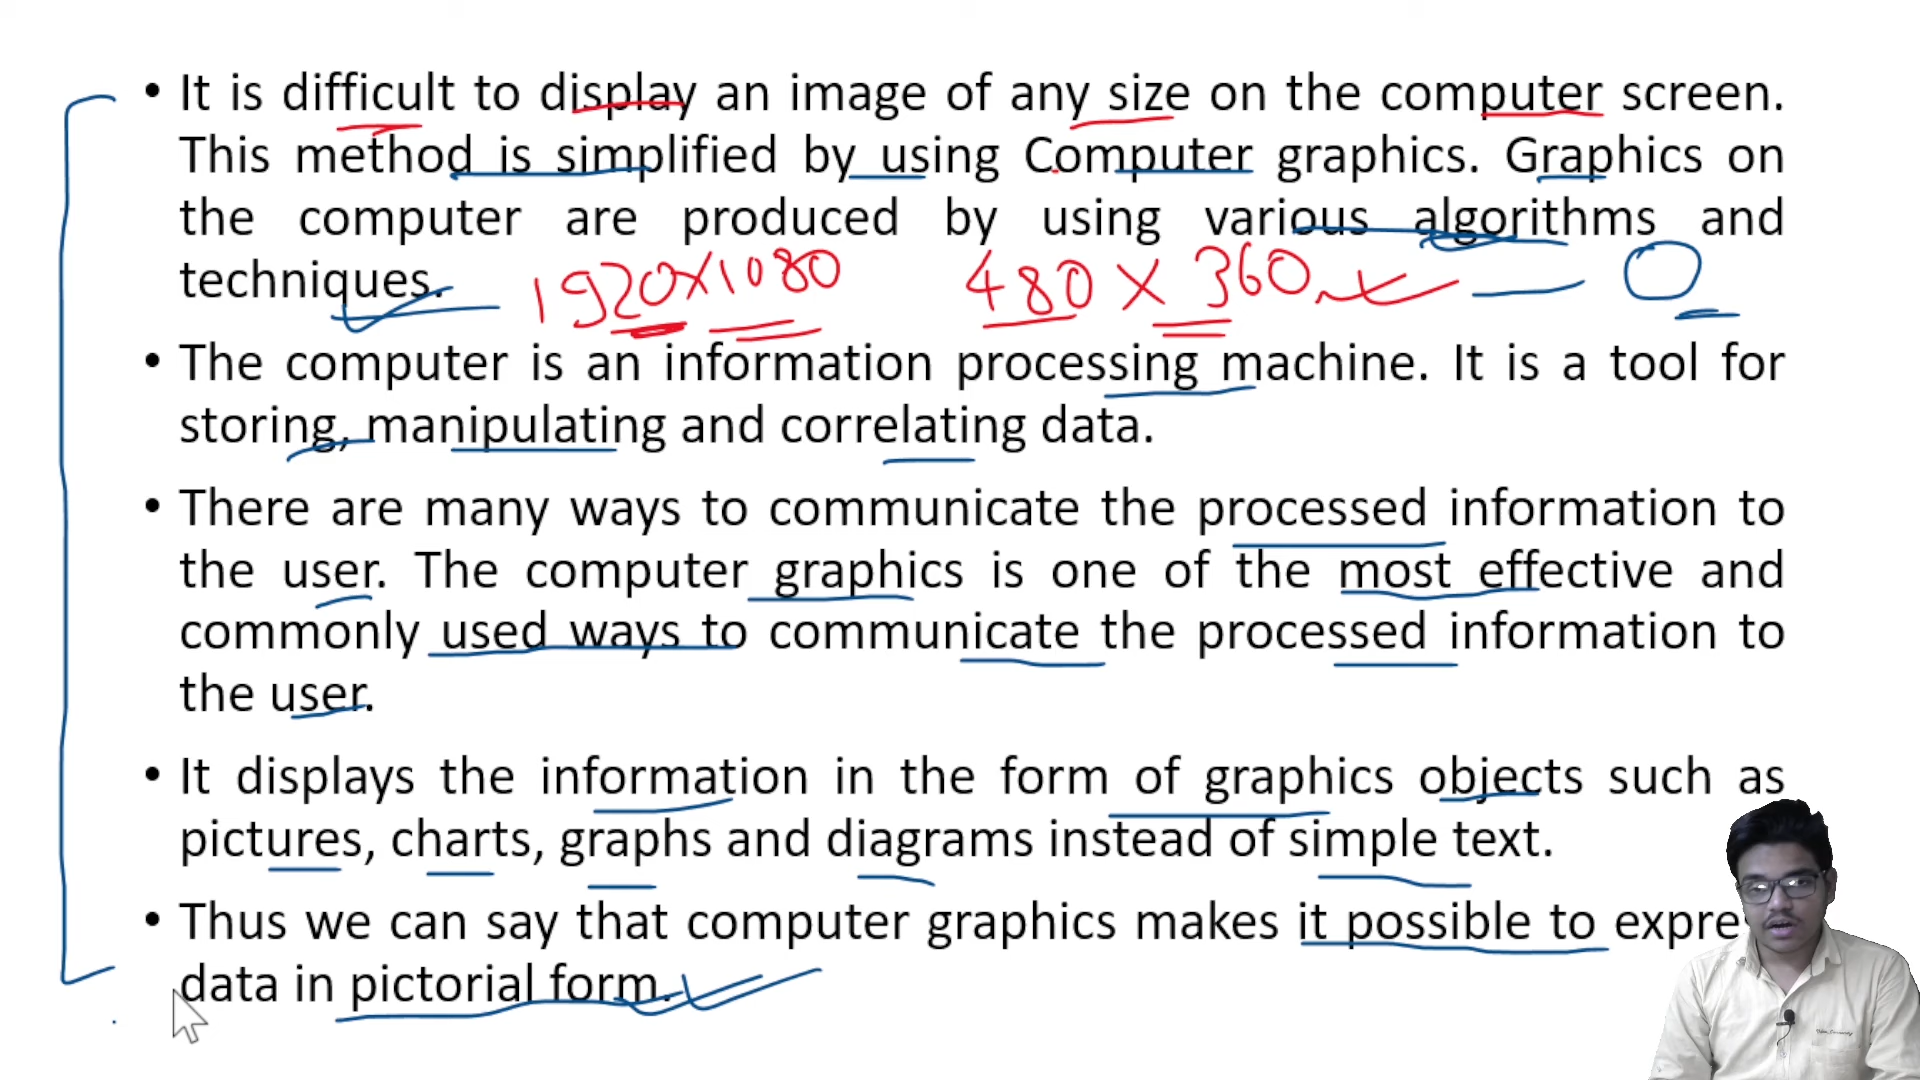 • It is difficult to display an image of any size on the computer screen.
This method is simplified by using Computer graphics. Graphics on
the computer are produced by using various algorithms and
techniques.
1920×1080 480 × 360
• The computer is an information processing machine. It is a tool for
storing, manipulating and correlating data.
• There are many ways to communicate the processed information to
the user. The computer graphics is one of the most effective and
commonly used ways to communicate the processed information to
the user.
• It displays the information in the form of graphics objects such as
pictures, charts, graphs and diagrams instead of simple text.
• Thus we can say that computer graphics makes it possible to expre
data in pictorial form.